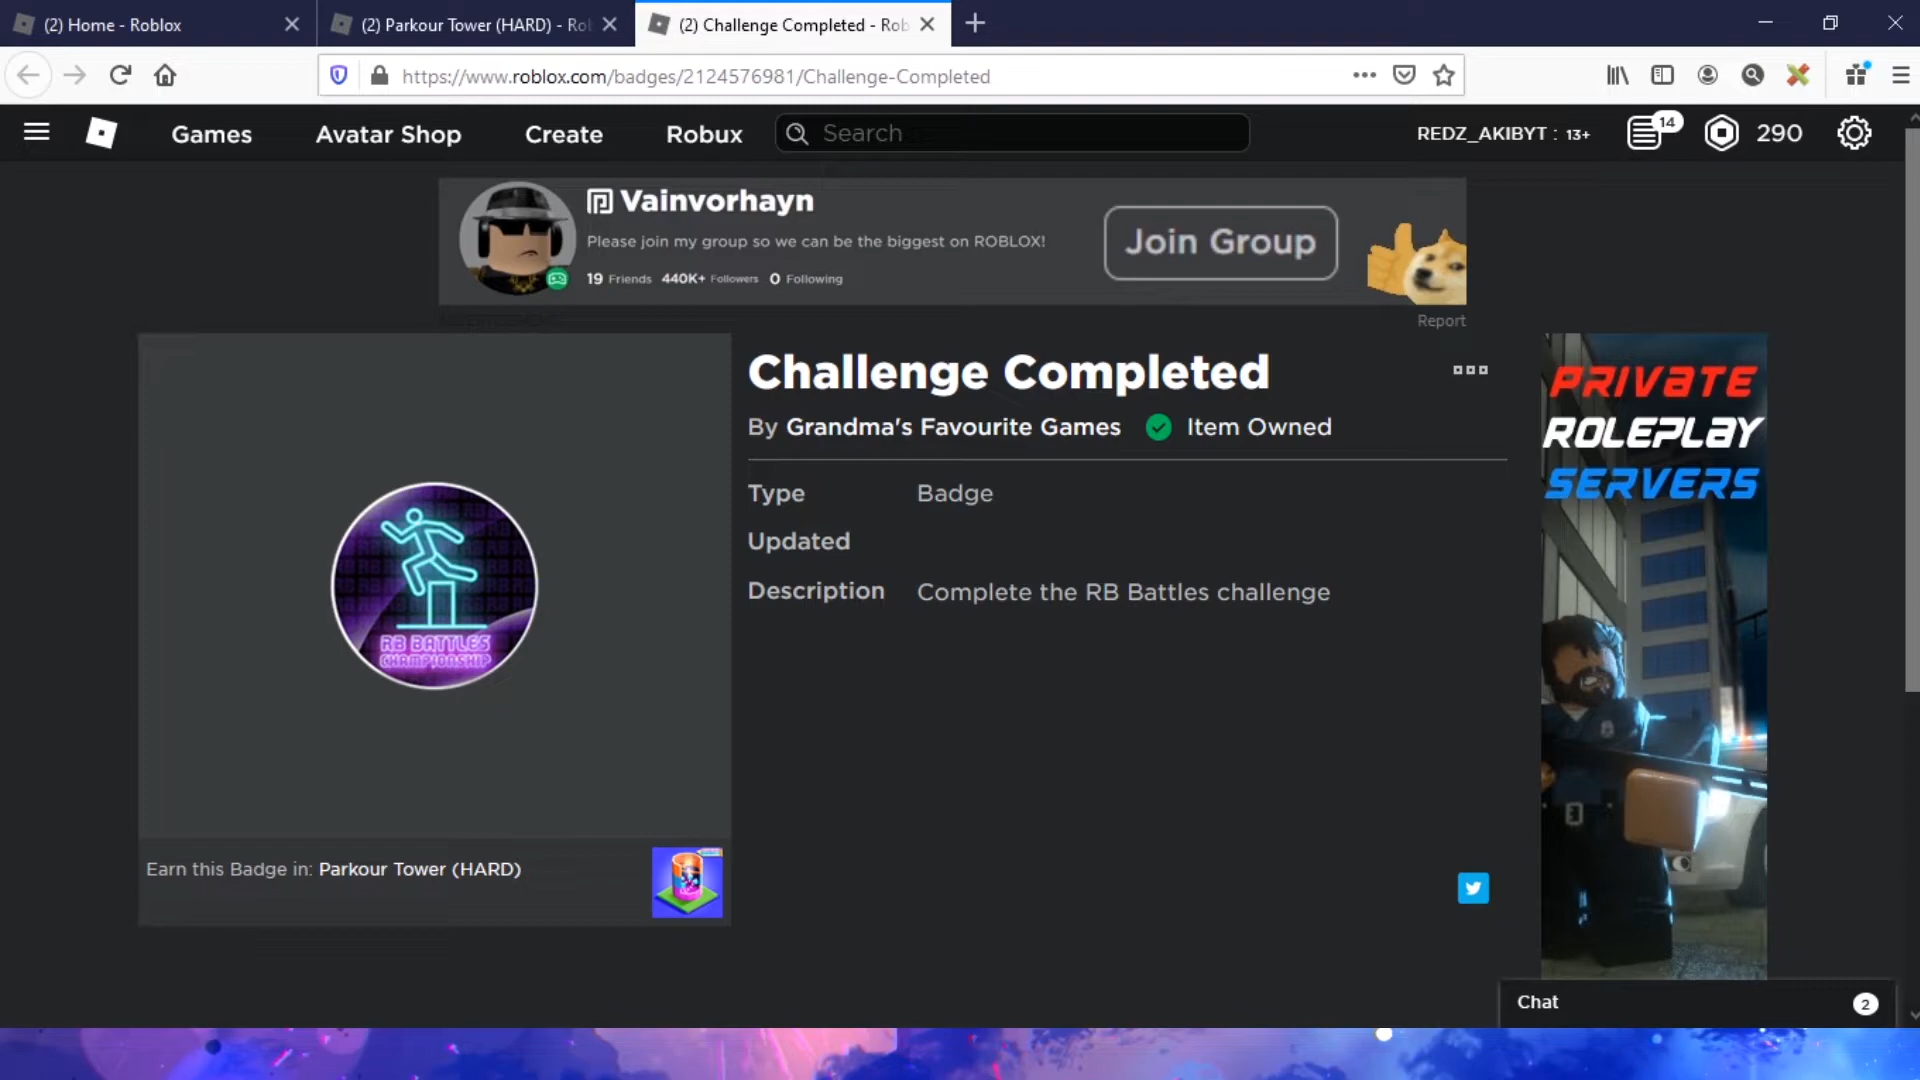 (2) Home - Roblox
(2) Parkour Tower (HARD) - Rob
(2) Challenge Completed - Rob
https://www.roblox.com/badges/2124576981/Challenge-Completed
Games
Avatar Shop
Create
Robux
Search
REDZ_AKIBYT : 13+
14
290
Vainvorhayn
Please join my group so we can be the biggest on ROBLOX!
19 Friends 440K+ Followers 0 Following
Join Group
Report
Challenge Completed
By Grandma's Favourite Games
Item Owned
Type Badge
Updated
Description Complete the RB Battles challenge
RB BATTLES
CHAMPIONSHIP
Earn this Badge in: Parkour Tower (HARD)
PRIVATE
ROLEPLAY
SERVERS
Chat
2